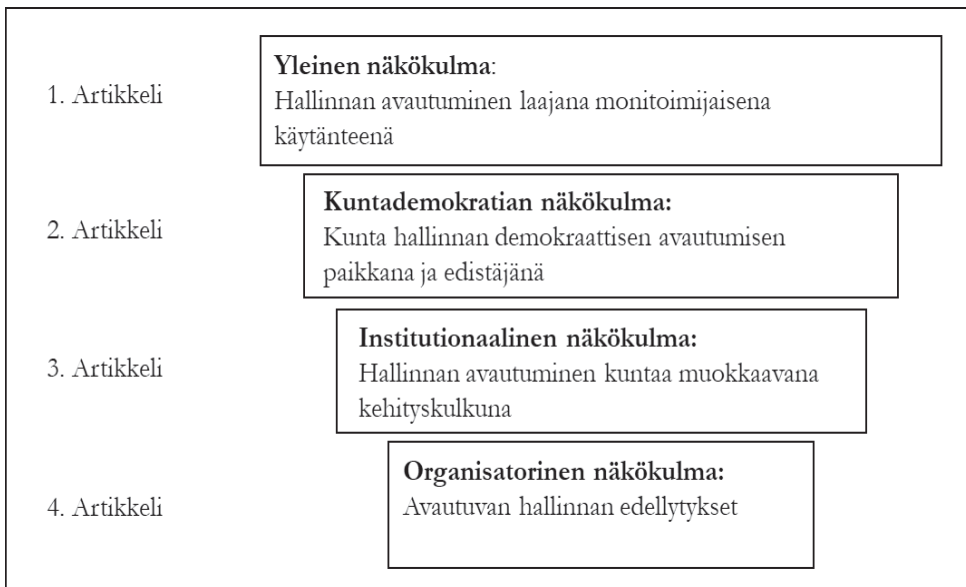 1. Artikkeli
Yleinen näkökulma:
Hallinnan avautuminen laajana monitoimijaisena
käytänteenä
2. Artikkeli
Kuntademokratian näkökulma:
Kunta hallinnan demokraattisen avautumisen
paikkana ja edistäjänä
3. Artikkeli
Institutionaalinen näkökulma:
Hallinnan avautuminen kuntaa muokkaavana
kehityskulkuna
4. Artikkeli
Organisatorinen näkökulma:
Avautuvan hallinnan edellytykset